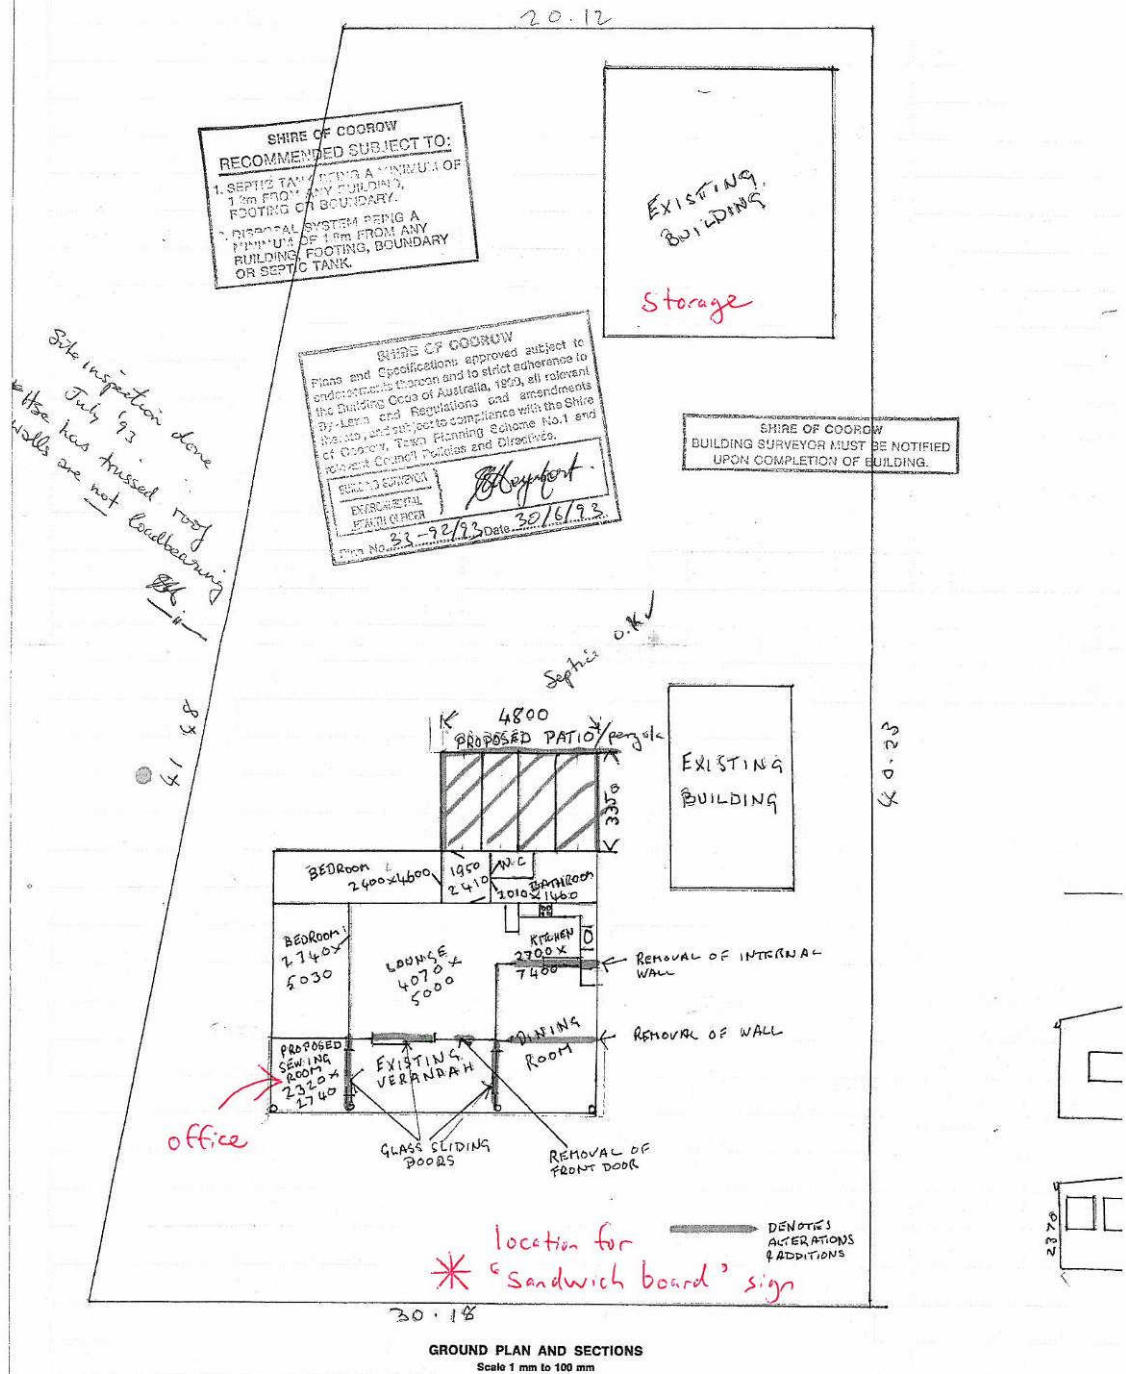 20.12
SHIRE OF COOROW
RECOMMENDED SUBJECT TO:
1. SEPTIC TANK BEING A MINIMUM OF
1.2m FROM ANY BUILDING,
FOOTING OR BOUNDARY.
2. DISPOSAL SYSTEM BEING A
MINIMUM OF 1.8m FROM ANY
BUILDING, FOOTING, BOUNDARY
OR SEPTIC TANK.
EXISTING
BUILDING
Storage
Site inspection done
July '93
Hse has trussed roof
walls are not loadbearing
SHIRE OF COOROW
Plans and Specifications approved subject to
endorsements thereon and to strict adherence to
the Building Code of Australia, 1990, all relevant
By-Laws and Regulations and amendments
thereto, and subject to compliance with the Shire
of Coorow, Town Planning Scheme No.1 and
relevant Council Policies and Directives.
BUILDING SURVEYOR
ENVIRONMENTAL
HEALTH OFFICER
Plan No. 33-92/93 Date 30/6/93
SHIRE OF COOROW
BUILDING SURVEYOR MUST BE NOTIFIED
UPON COMPLETION OF BUILDING.
Septic O.K ✓
41.48
40.23
4800
PROPOSED PATIO/pergola
3350
EXISTING
BUILDING
BEDROOM
2400x4600
1950
2410
W.C
BATHROOM
2010 x 1460
BEDROOM
2740x
5030
LOUNGE
4070 x
5000
KITCHEN
2700 x
7400
REMOVAL OF INTERNAL
WALL
DINING
ROOM
REMOVAL OF WALL
PROPOSED
SEWING
ROOM
2320 x
2740
EXISTING
VERANDAH
office
GLASS SLIDING
DOORS
REMOVAL OF
FRONT DOOR
2370
DENOTES
ALTERATIONS
& ADDITIONS
location for
* 'Sandwich board' sign
30.18
GROUND PLAN AND SECTIONS
Scale 1 mm to 100 mm